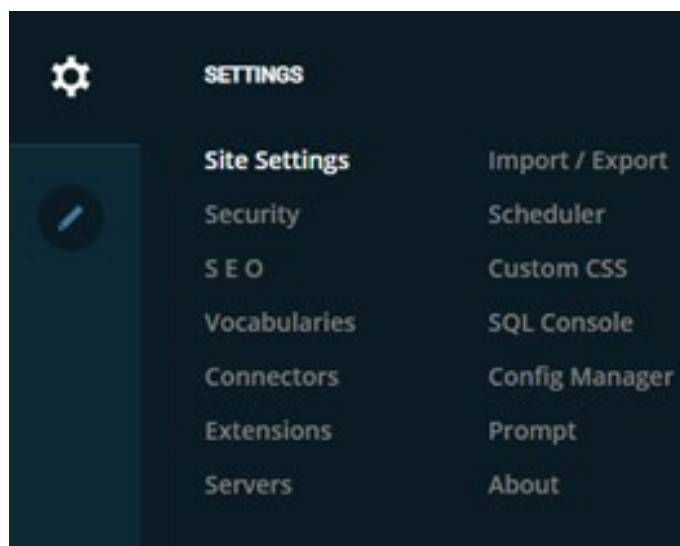 SETTINGS
Site Settings
Security
S E O
Vocabularies
Connectors
Extensions
Servers
Import / Export
Scheduler
Custom CSS
SQL Console
Config Manager
Prompt
About